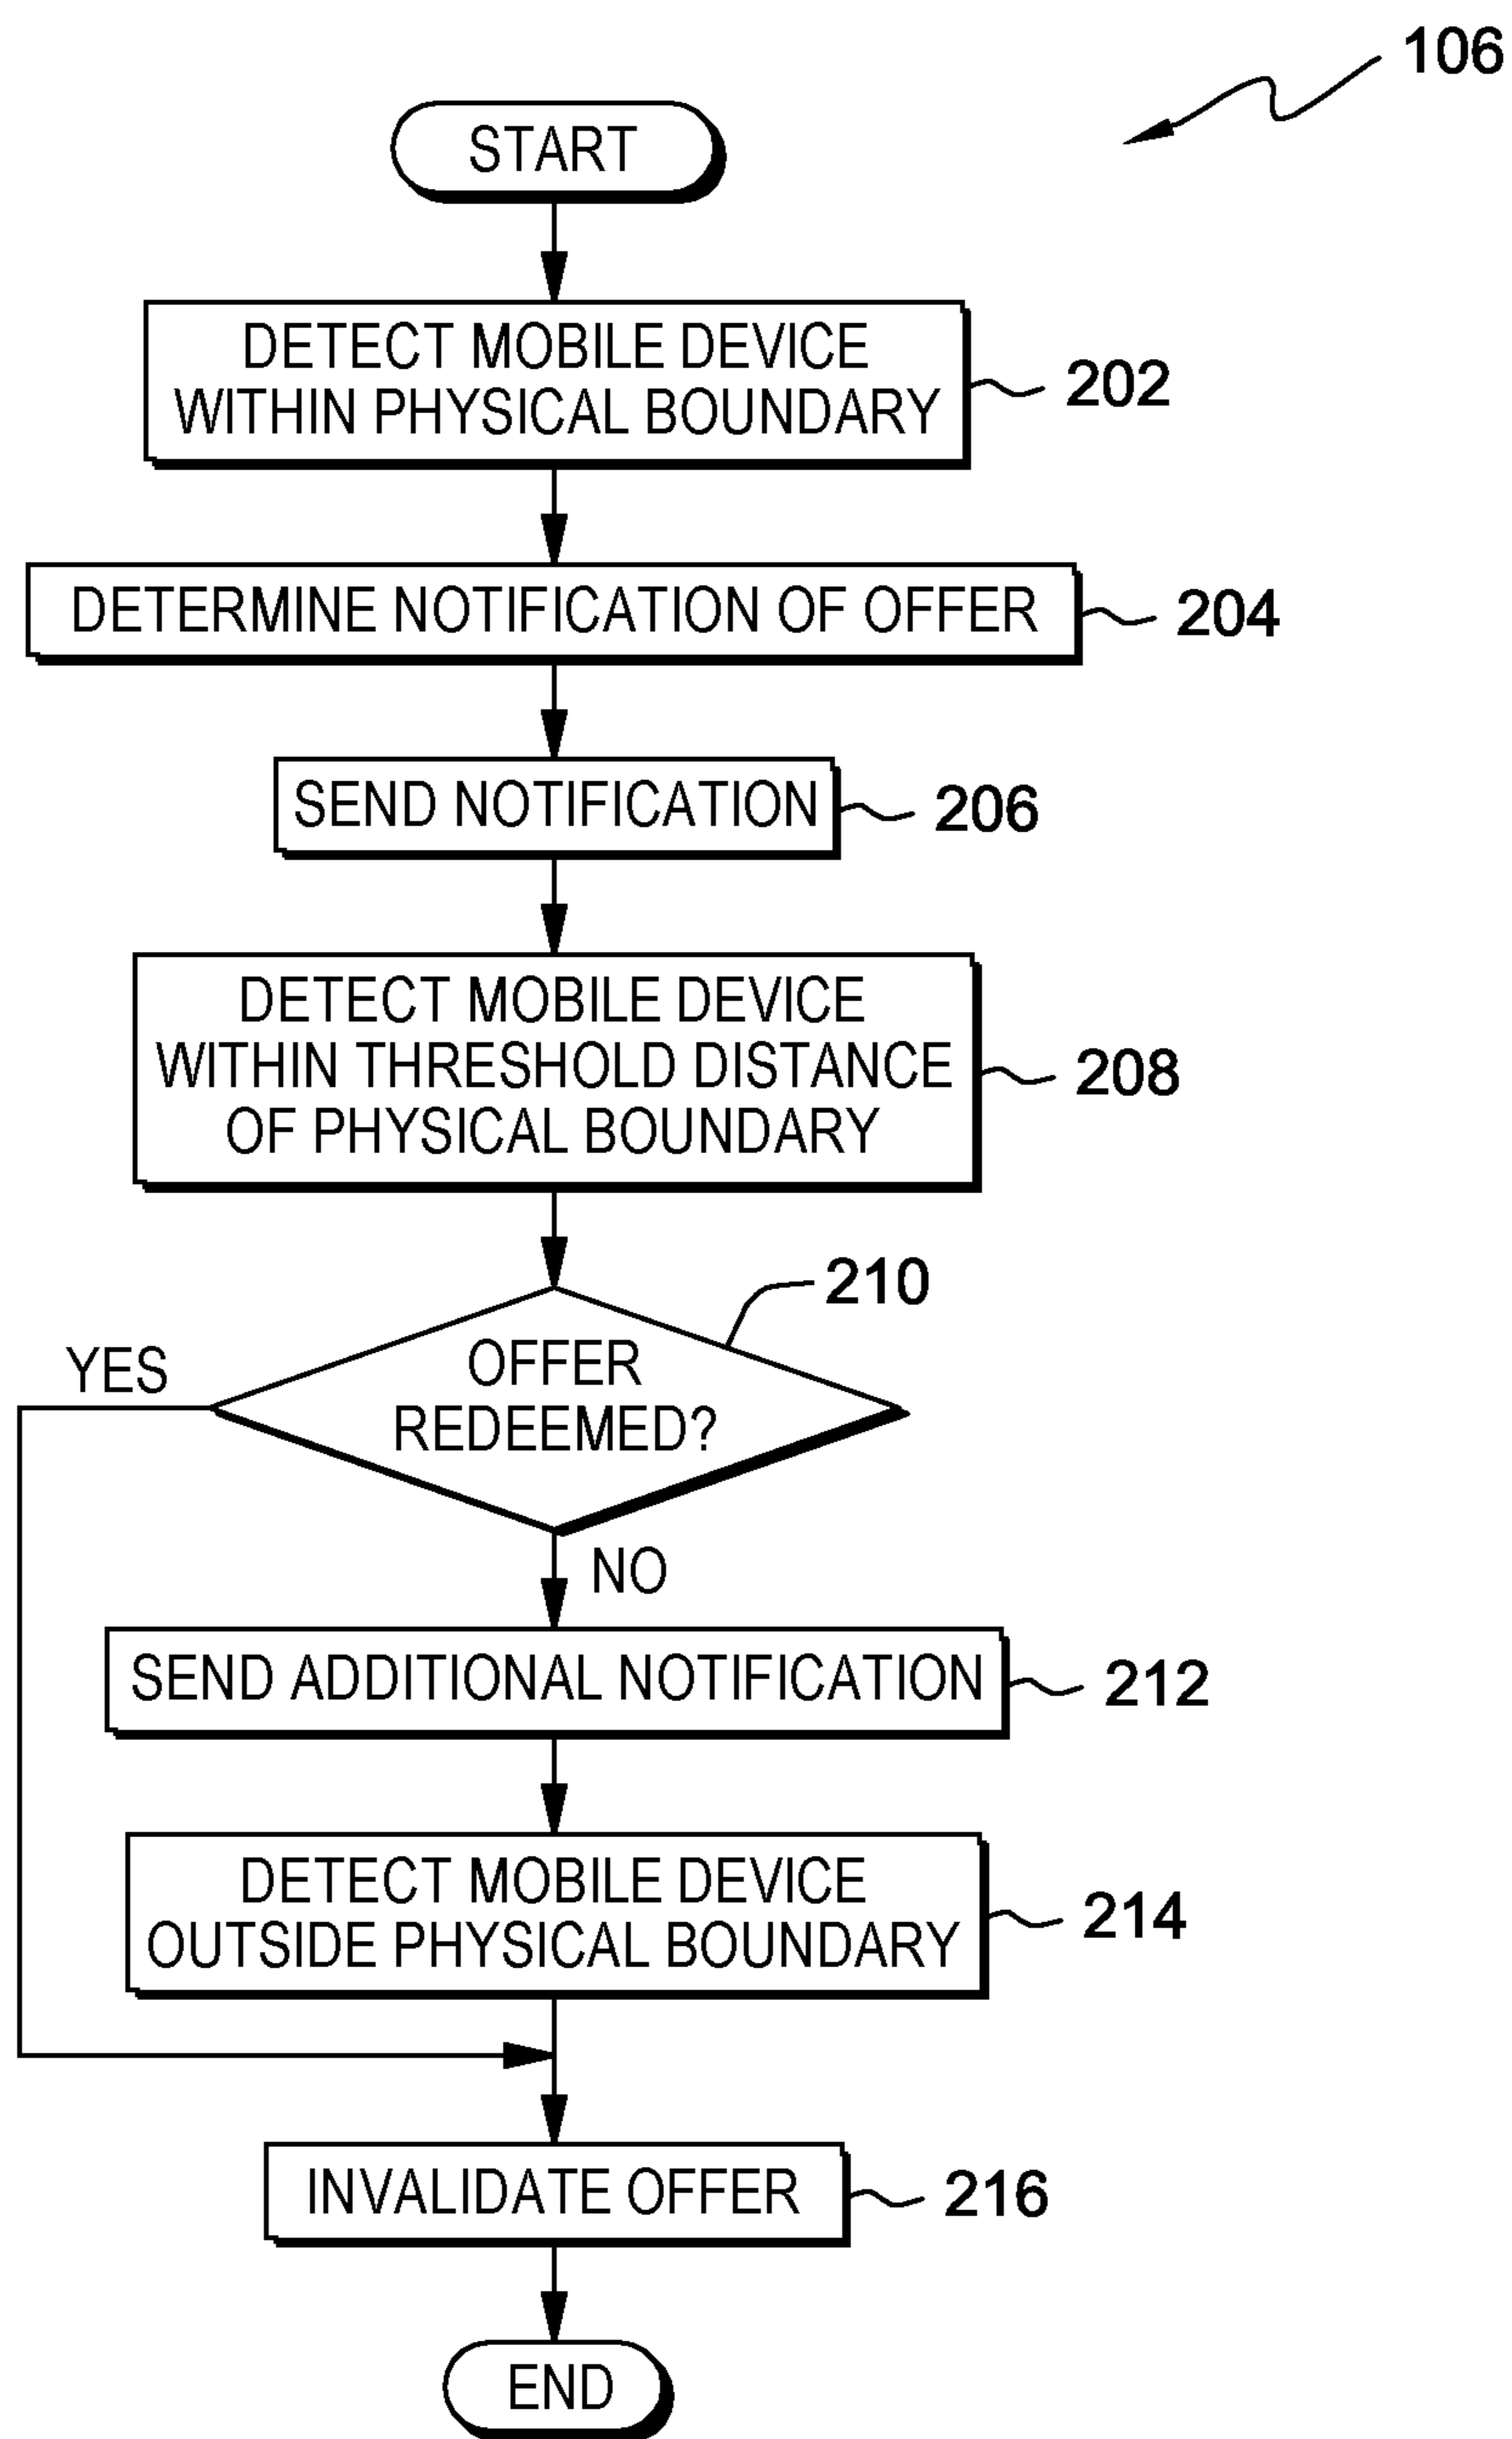 106
START
DETECT MOBILE DEVICE
WITHIN PHYSICAL BOUNDARY
202
DETERMINE NOTIFICATION OF OFFER
204
SEND NOTIFICATION
206
DETECT MOBILE DEVICE
WITHIN THRESHOLD DISTANCE
OF PHYSICAL BOUNDARY
208
210
OFFER
REDEEMED?
YES
NO
SEND ADDITIONAL NOTIFICATION
212
DETECT MOBILE DEVICE
OUTSIDE PHYSICAL BOUNDARY
214
INVALIDATE OFFER
216
END